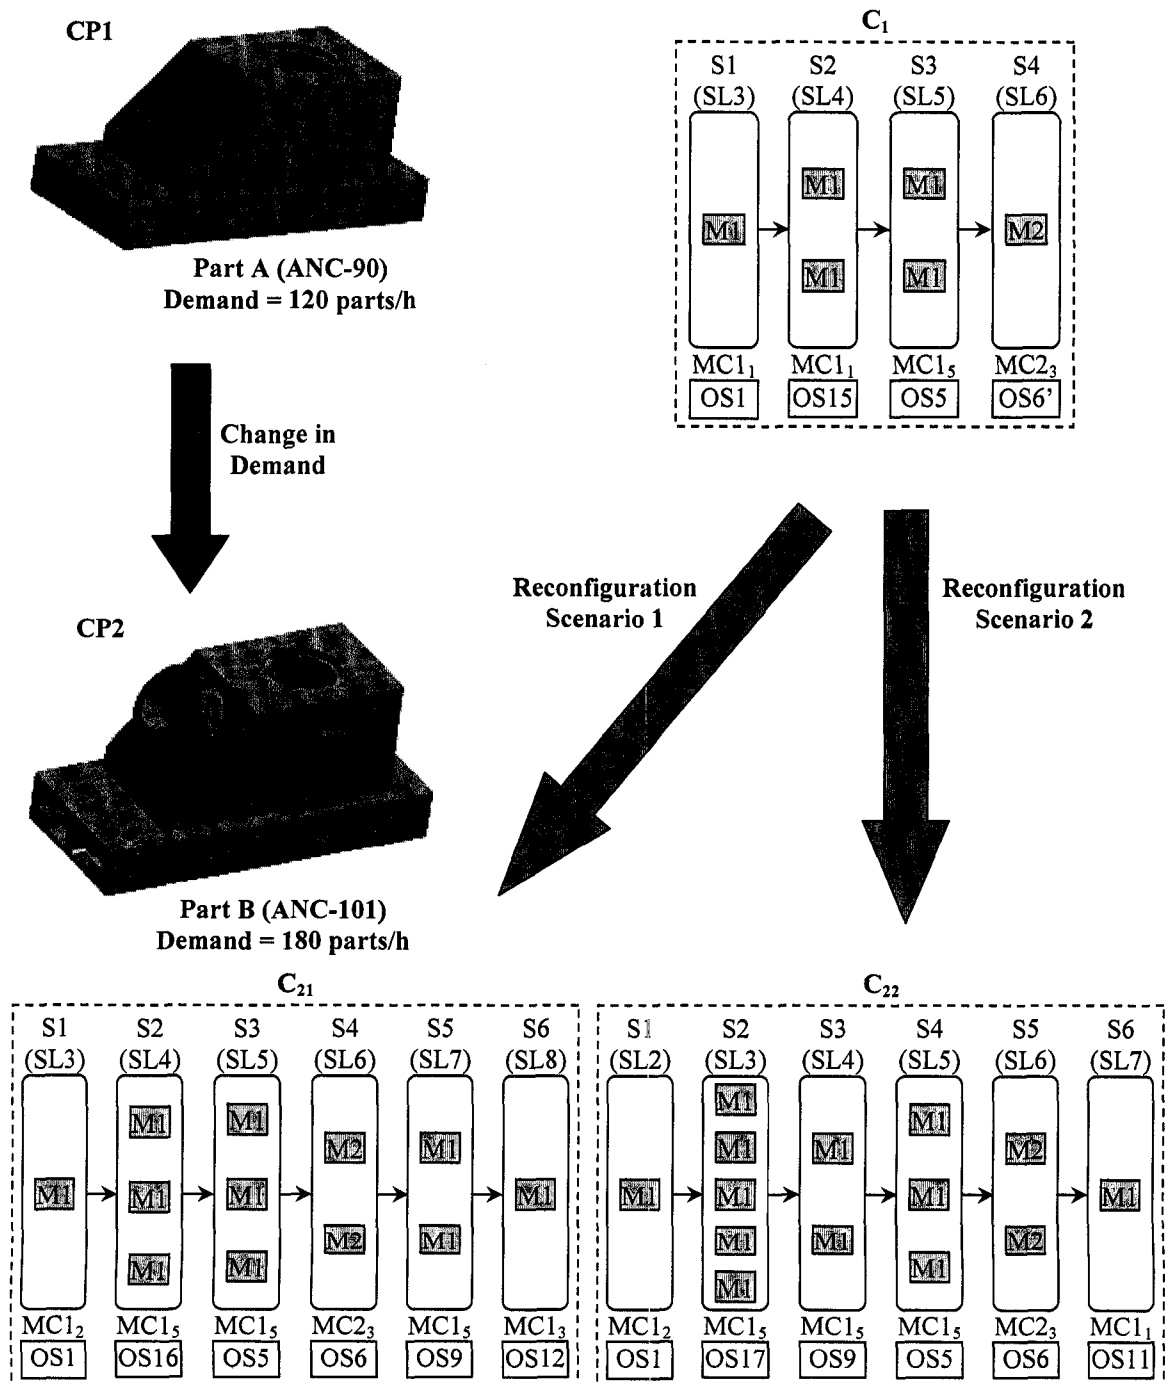 CP1
Part A (ANC-90)
Demand = 120 parts/h
Change in
Demand
CP2
Part B (ANC-101)
Demand = 180 parts/h
C₁
S1 S2 S3 S4
(SL3) (SL4) (SL5) (SL6)
M1 M1
M1 M2
M1 M1
MC1₁ MC1₁ MC1₅ MC2₃
OS1 OS15 OS5 OS6’
Reconfiguration
Scenario 1
Reconfiguration
Scenario 2
C₂₁
S1 S2 S3 S4 S5 S6
(SL3) (SL4) (SL5) (SL6) (SL7) (SL8)
M1 M1
M2 M1
M1 M1 M1 M1
M2 M1
M1 M1
MC1₂ MC1₅ MC1₅ MC2₃ MC1₅ MC1₃
OS1 OS16 OS5 OS6 OS9 OS12
C₂₂
S1 S2 S3 S4 S5 S6
(SL2) (SL3) (SL4) (SL5) (SL6) (SL7)
M1
M1
M1 M1 M2
M1 M1 M1 M1
M1 M1 M2
M1 M1
MC1₂ MC1₅ MC1₅ MC1₅ MC2₃ MC1₁
OS1 OS17 OS9 OS5 OS6 OS11